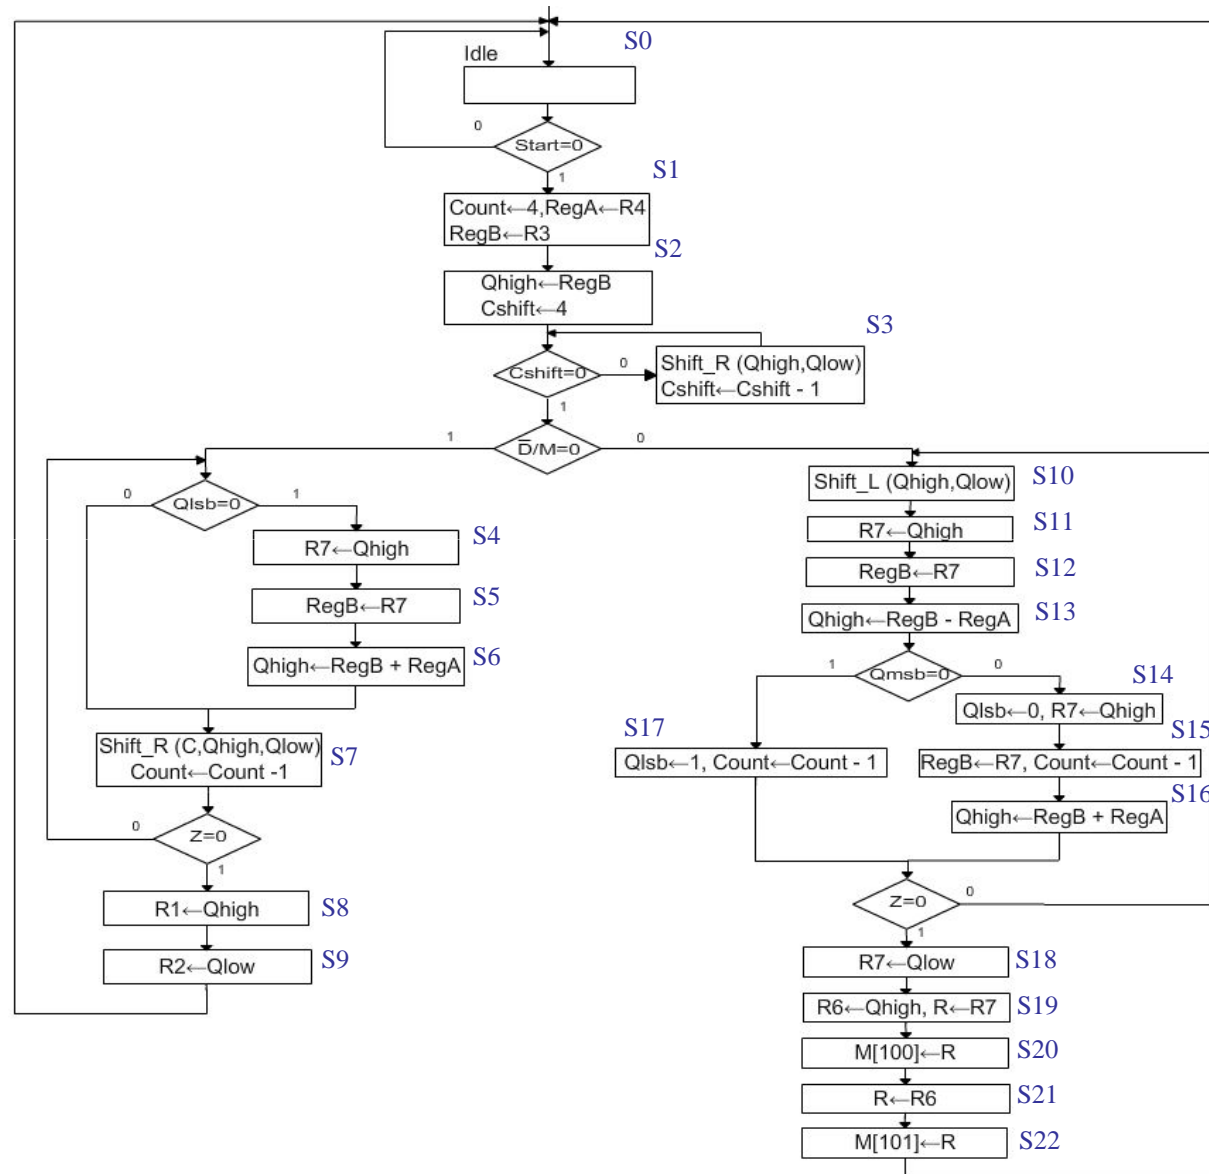 S0
Idle
0
Start=0
1
S1
Count←4,RegA←R4
RegB←R3
S2
Qhigh←RegB
Cshift←4
S3
Cshift=0
0
Shift_R (Qhigh,Qlow)
Cshift←Cshift - 1
1
1
D̅/M=0
0
0
Qlsb=0
1
R7←Qhigh
S4
RegB←R7
S5
Qhigh←RegB + RegA
S6
Shift_R (C,Qhigh,Qlow)
Count←Count -1
S7
0
Z=0
1
R1←Qhigh
S8
R2←Qlow
S9
Shift_L (Qhigh,Qlow)
S10
R7←Qhigh
S11
RegB←R7
S12
Qhigh←RegB - RegA
S13
1
Qmsb=0
0
S14
Qlsb←0, R7←Qhigh
S17
Qlsb←1, Count←Count - 1
S15
RegB←R7, Count←Count - 1
S16
Qhigh←RegB + RegA
Z=0
0
1
R7←Qlow
S18
R6←Qhigh, R←R7
S19
M[100]←R
S20
R←R6
S21
M[101]←R
S22